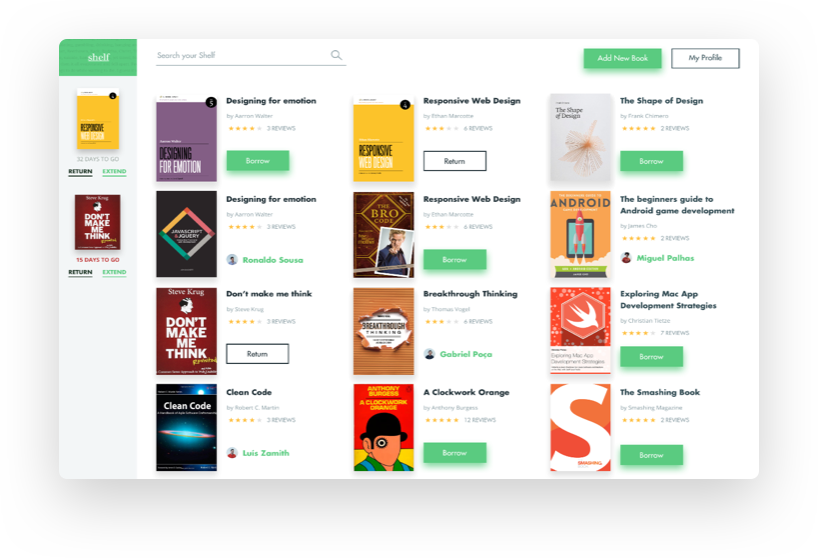 shelf
Search your Shelf
Add New Book
My Profile
RESPONSIVE
WEB DESIGN
32 DAYS TO GO
RETURN EXTEND
Steve Krug
DON'T
MAKE
ME
THINK
15 DAYS TO GO
RETURN EXTEND
5
DESIGNING
FOR EMOTION
Designing for emotion
by Aarron Walter
3 REVIEWS
Borrow
4
RESPONSIVE
WEB DESIGN
Responsive Web Design
by Ethan Marcotte
6 REVIEWS
Return
The Shape
of Design
The Shape of Design
by Frank Chimero
2 REVIEWS
Borrow
JAVASCRIPT
& JQUERY
Designing for emotion
by Aarron Walter
3 REVIEWS
Ronaldo Sousa
THE
BRO
CODE
Responsive Web Design
by Ethan Marcotte
6 REVIEWS
Borrow
ANDROID
The beginners guide to
Android game development
by James Cho
2 REVIEWS
Miguel Palhas
Steve Krug
DON'T
MAKE
ME
THINK
Don't make me think
by Steve Krug
3 REVIEWS
Return
BREAKTHROUGH
THINKING
Breakthrough Thinking
by Thomas Vogel
6 REVIEWS
Gabriel Poça
Exploring Mac App
Development Strategies
Exploring Mac App
Development Strategies
by Christian Tietze
7 REVIEWS
Borrow
Clean Code
Clean Code
by Robert C. Martin
3 REVIEWS
Luis Zamith
ANTHONY
BURGESS
A CLOCKWORK
ORANGE
A Clockwork Orange
by Anthony Burgess
12 REVIEWS
Borrow
S
SMASHING
The Smashing Book
by Smashing Magazine
2 REVIEWS
Borrow